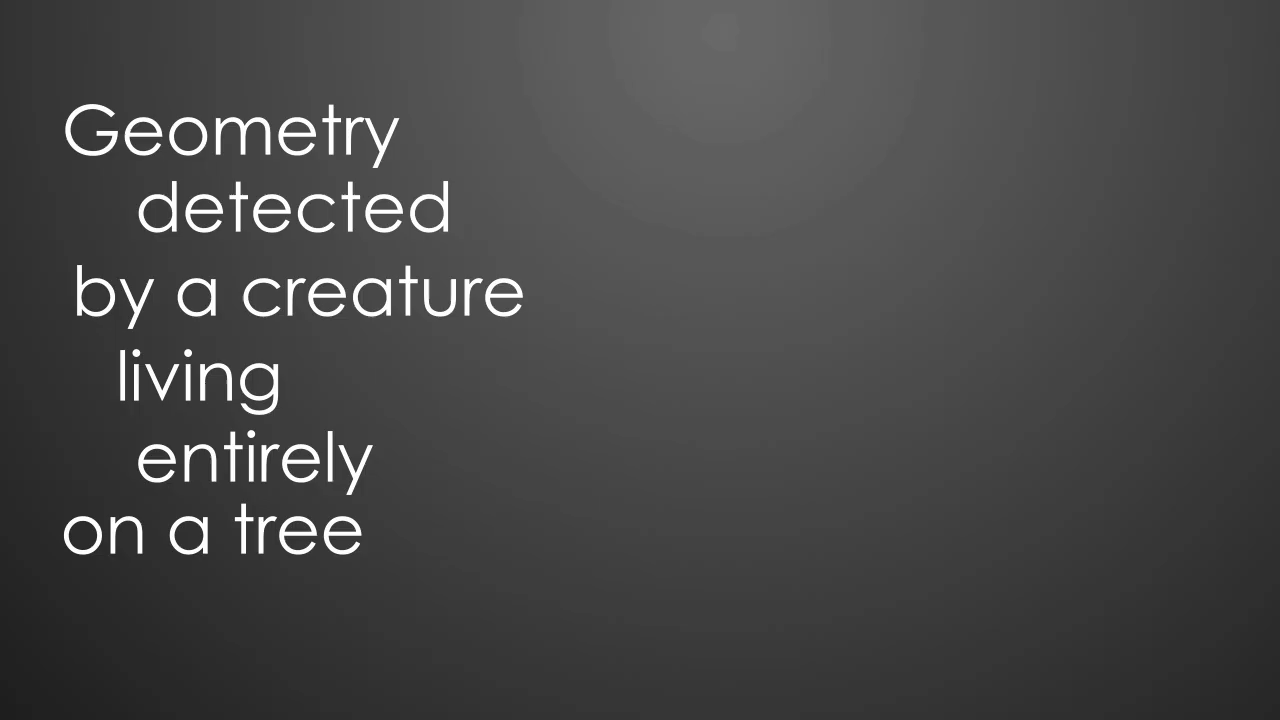 Geometry
detected
by a creature
living
entirely
on a tree